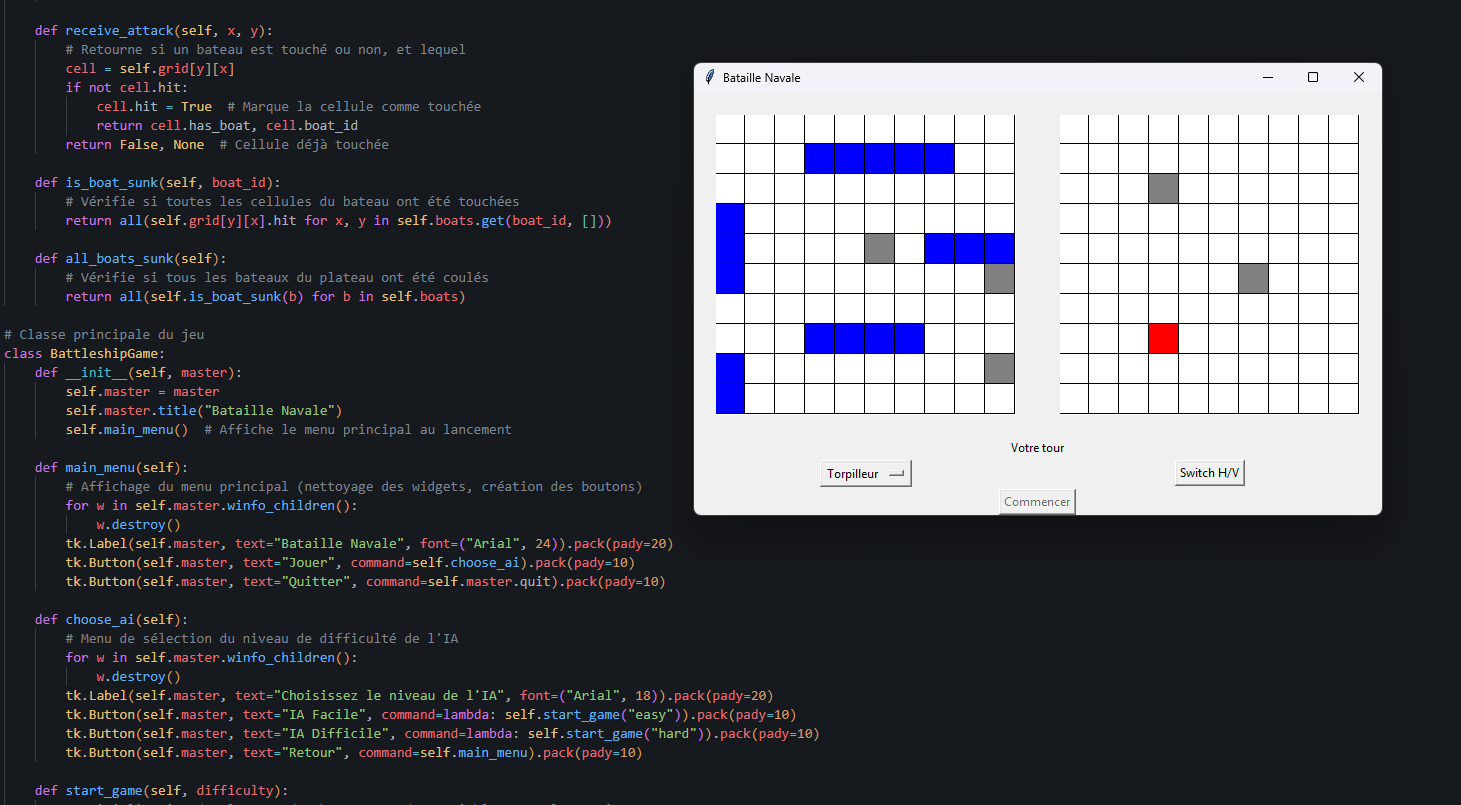 def receive_attack(self, x, y):
# Retourne si un bateau est touché ou non, et lequel
cell = self.grid[y][x]
if not cell.hit:
cell.hit = True  # Marque la cellule comme touchée
return cell.has_boat, cell.boat_id
return False, None  # Cellule déjà touchée
def is_boat_sunk(self, boat_id):
# Vérifie si toutes les cellules du bateau ont été touchées
return all(self.grid[y][x].hit for x, y in self.boats.get(boat_id, []))
def all_boats_sunk(self):
# Vérifie si tous les bateaux du plateau ont été coulés
return all(self.is_boat_sunk(b) for b in self.boats)
# Classe principale du jeu
class BattleshipGame:
def __init__(self, master):
self.master = master
self.master.title("Bataille Navale")
self.main_menu()  # Affiche le menu principal au lancement
def main_menu(self):
# Affichage du menu principal (nettoyage des widgets, création des boutons)
for w in self.master.winfo_children():
w.destroy()
tk.Label(self.master, text="Bataille Navale", font=("Arial", 24)).pack(pady=20)
tk.Button(self.master, text="Jouer", command=self.choose_ai).pack(pady=10)
tk.Button(self.master, text="Quitter", command=self.master.quit).pack(pady=10)
def choose_ai(self):
# Menu de sélection du niveau de difficulté de l'IA
for w in self.master.winfo_children():
w.destroy()
tk.Label(self.master, text="Choisissez le niveau de l'IA", font=("Arial", 18)).pack(pady=20)
tk.Button(self.master, text="IA Facile", command=lambda: self.start_game("easy")).pack(pady=10)
tk.Button(self.master, text="IA Difficile", command=lambda: self.start_game("hard")).pack(pady=10)
tk.Button(self.master, text="Retour", command=self.main_menu).pack(pady=10)
def start_game(self, difficulty):
Bataille Navale
Votre tour
Torpilleur
Switch H/V
Commencer